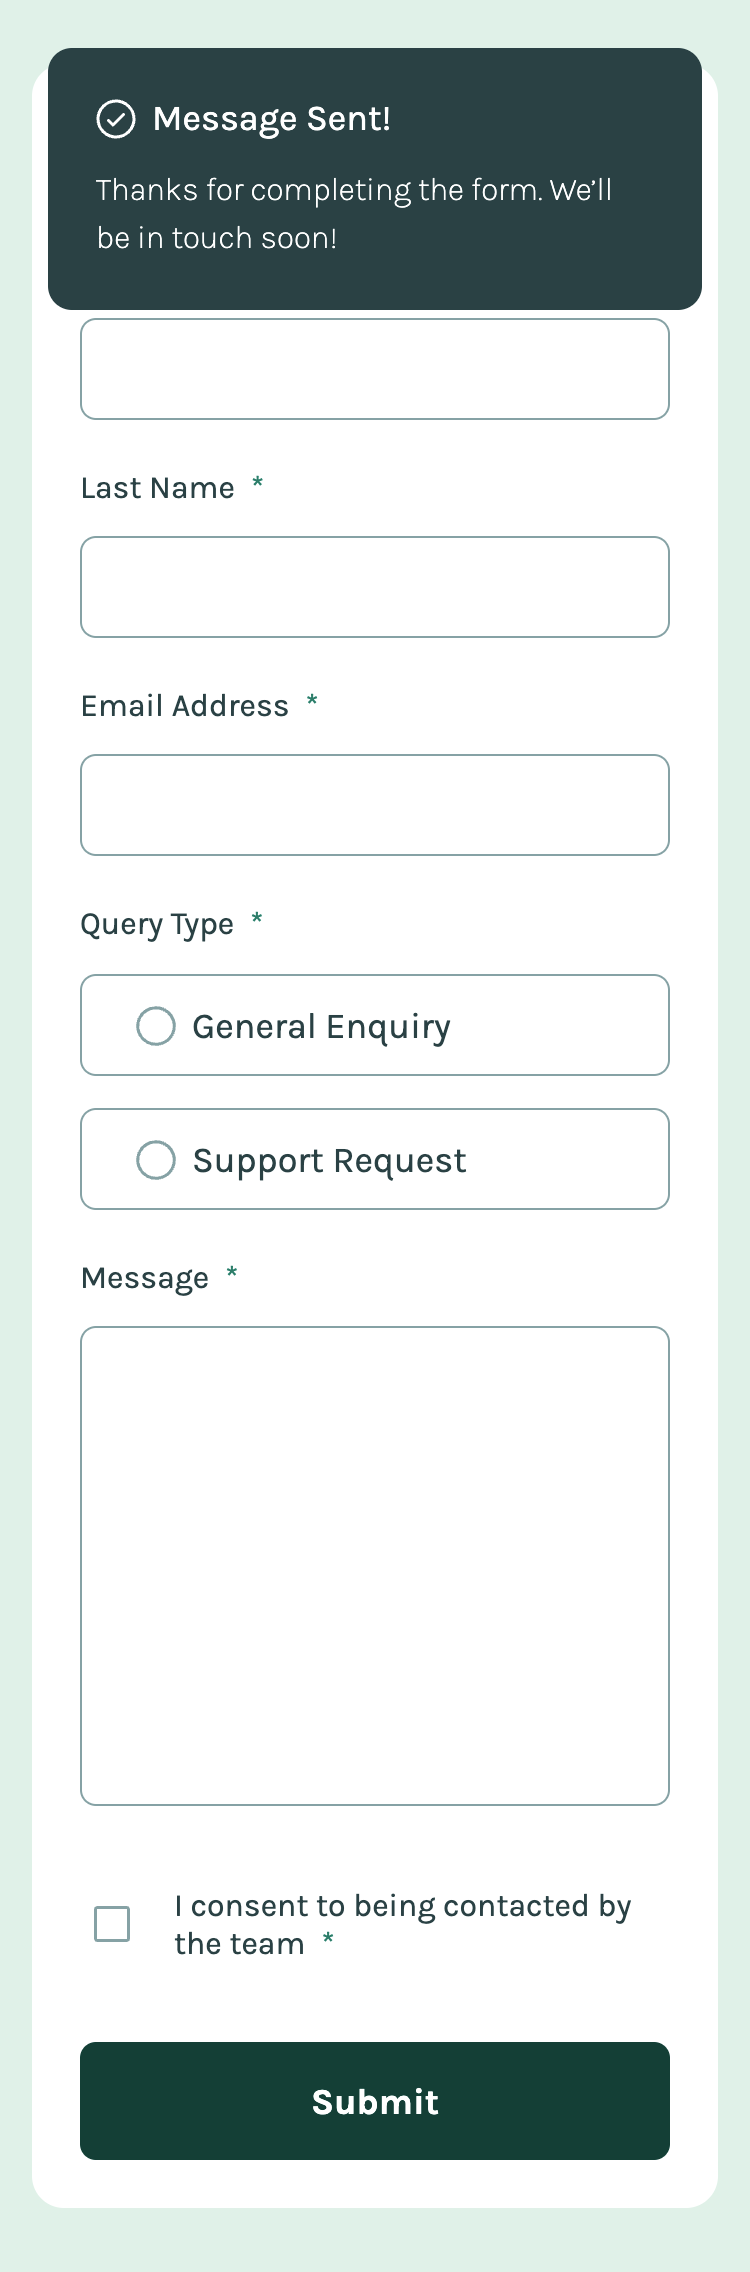 Message Sent!
Thanks for completing the form. We’ll
be in touch soon!
Last Name *
Email Address *
Query Type *
General Enquiry
Support Request
Message *
I consent to being contacted by
the team *
Submit